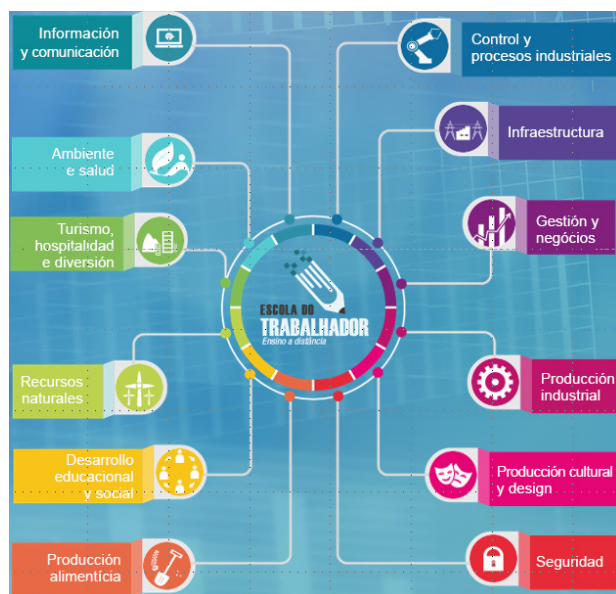 Información
y comunicación
Control y
procesos industriales
Ambiente
e salud
Infraestructura
Turismo,
hospitalidad
e diversión
Gestión y
negócios
ESCOLA DO
TRABALHADOR
Ensino a distância
Recursos
naturales
Producción
industrial
Desarrollo
educacional
y social
Producción cultural
y design
Producción
alimentícia
Seguridad